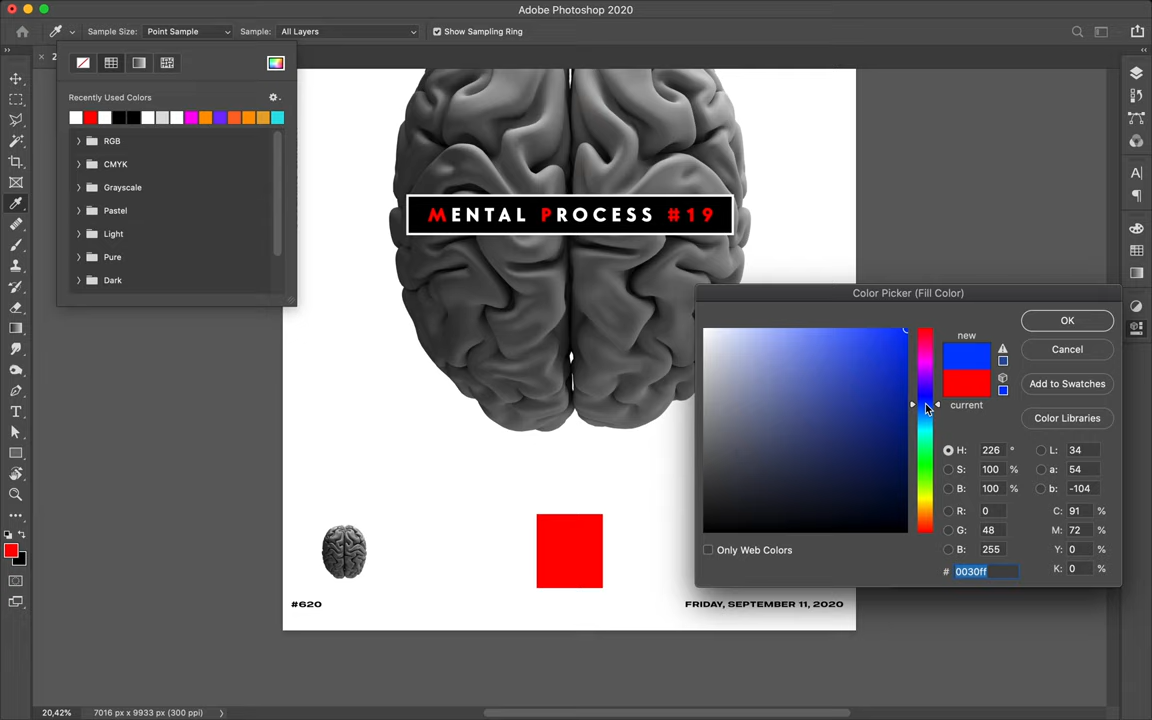 Adobe Photoshop 2020
Sample Size: Point Sample Sample: All Layers Show Sampling Ring
2
Recently Used Colors
RGB
CMYK
Grayscale
Pastel
Light
Pure
Dark
MENTAL PROCESS #19
#620
FRIDAY, SEPTEMBER 11, 2020
Color Picker (Fill Color)
new
current
OK
Cancel
Add to Swatches
Color Libraries
H: 226 ° L: 34
S: 100 % a: 54
B: 100 % b: -104
R: 0 C: 91 %
G: 48 M: 72 %
B: 255 Y: 0 %
# 0030ff K: 0 %
Only Web Colors
20,42% 7016 px x 9933 px (300 ppi)